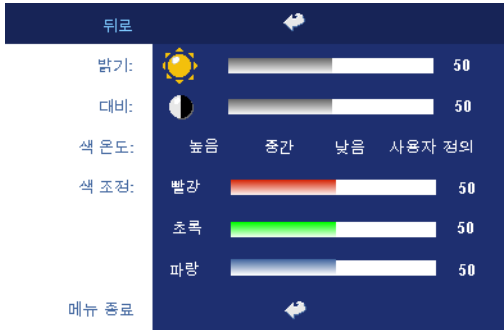 뒤로
밝기: 50
대비: 50
색 온도: 높음 중간 낮음 사용자 정의
색 조정: 빨강 50
초록 50
파랑 50
메뉴 종료